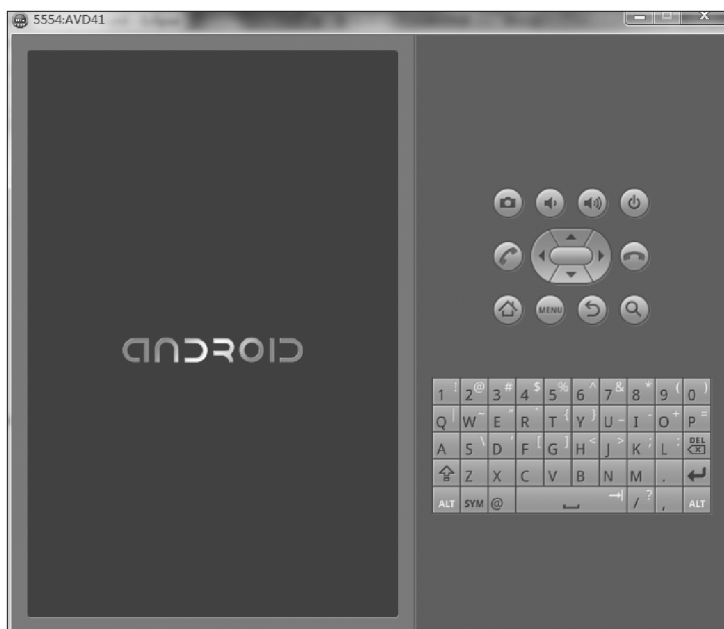 5554:AVD41
ANDROID
MENU
1 ! 2 @ 3 # 4 $ 5 % 6 ^ 7 & 8 * 9 ( 0 )
Q | W ~ E " R ` T { Y } U _ I - O + P =
A S \ D ' F [ G ] H < J > K ; L : DEL
Z X C V B N M .
ALT SYM @ / ? , ALT